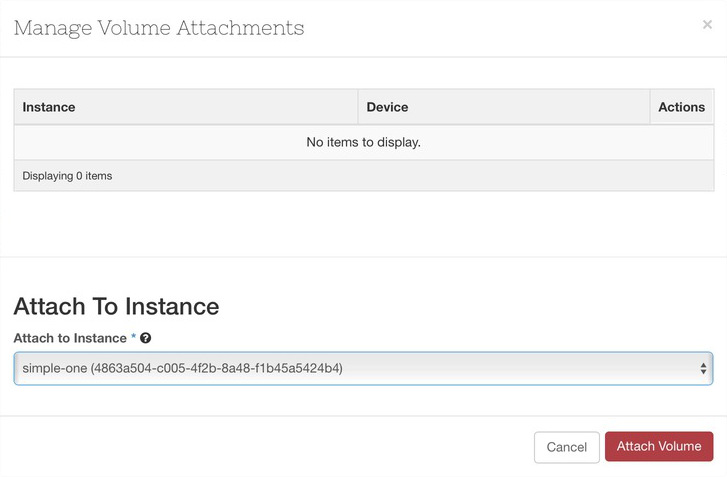 Manage Volume Attachments
×
Instance Device Actions
No items to display.
Displaying 0 items
Attach To Instance
Attach to Instance * ?
simple-one (4863a504-c005-4f2b-8a48-f1b45a5424b4)
Cancel Attach Volume